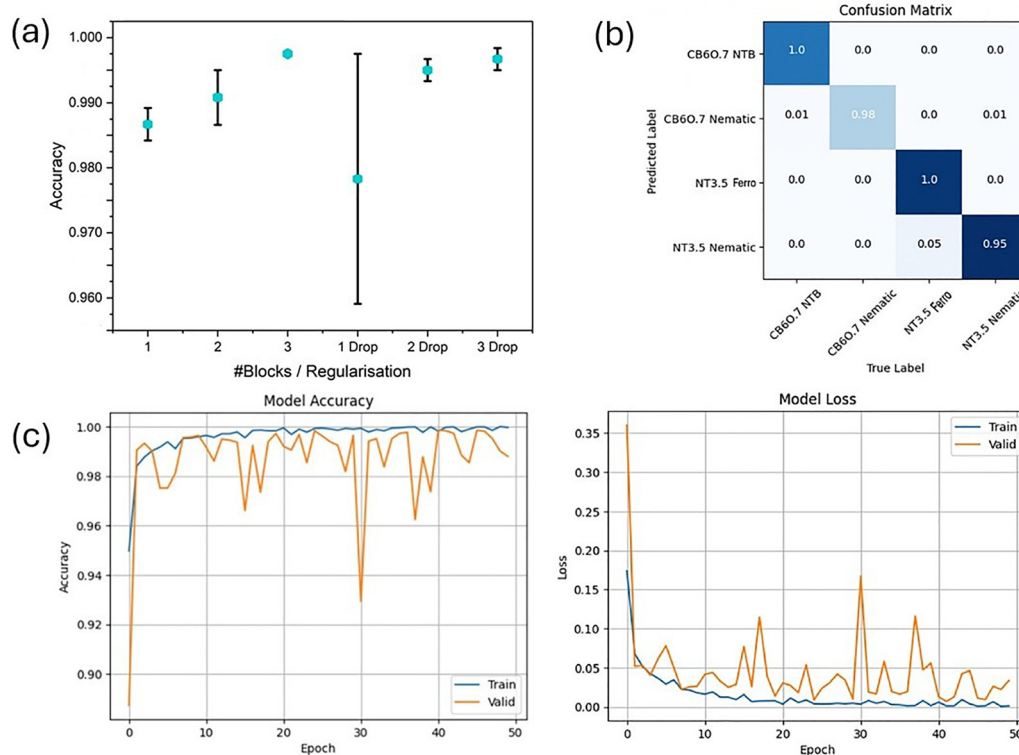 (a)
Accuracy
1.000
0.990
0.980
0.970
0.960
1 2 3 1 Drop 2 Drop 3 Drop
#Blocks / Regularisation
(b)
Confusion Matrix
Predicted Label
CB6O.7 NTB 1.0 0.0 0.0 0.0
CB6O.7 Nematic 0.01 0.98 0.0 0.01
NT3.5 Ferro 0.0 0.0 1.0 0.0
NT3.5 Nematic 0.0 0.0 0.05 0.95
CB6O.7 NTB
CB6O.7 Nematic
NT3.5 Ferro
NT3.5 Nematic
True Label
(c)
Model Accuracy
Accuracy
1.00
0.98
0.96
0.94
0.92
0.90
0 10 20 30 40 50
Epoch
Train
Valid
Model Loss
Loss
0.35
0.30
0.25
0.20
0.15
0.10
0.05
0.00
0 10 20 30 40 50
Epoch
Train
Valid